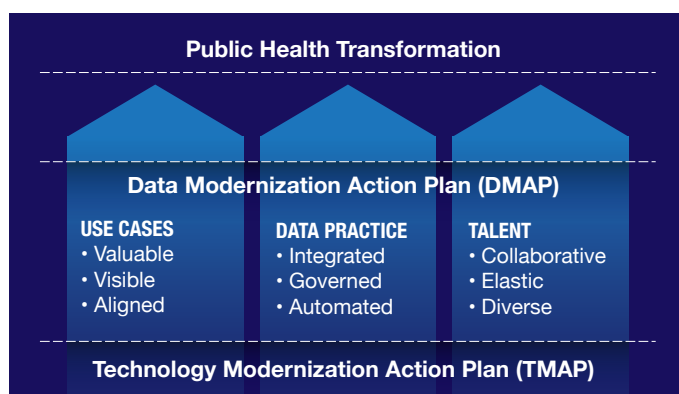 Public Health Transformation
Data Modernization Action Plan (DMAP)
USE CASES
• Valuable
• Visible
• Aligned
DATA PRACTICE
• Integrated
• Governed
• Automated
TALENT
• Collaborative
• Elastic
• Diverse
Technology Modernization Action Plan (TMAP)